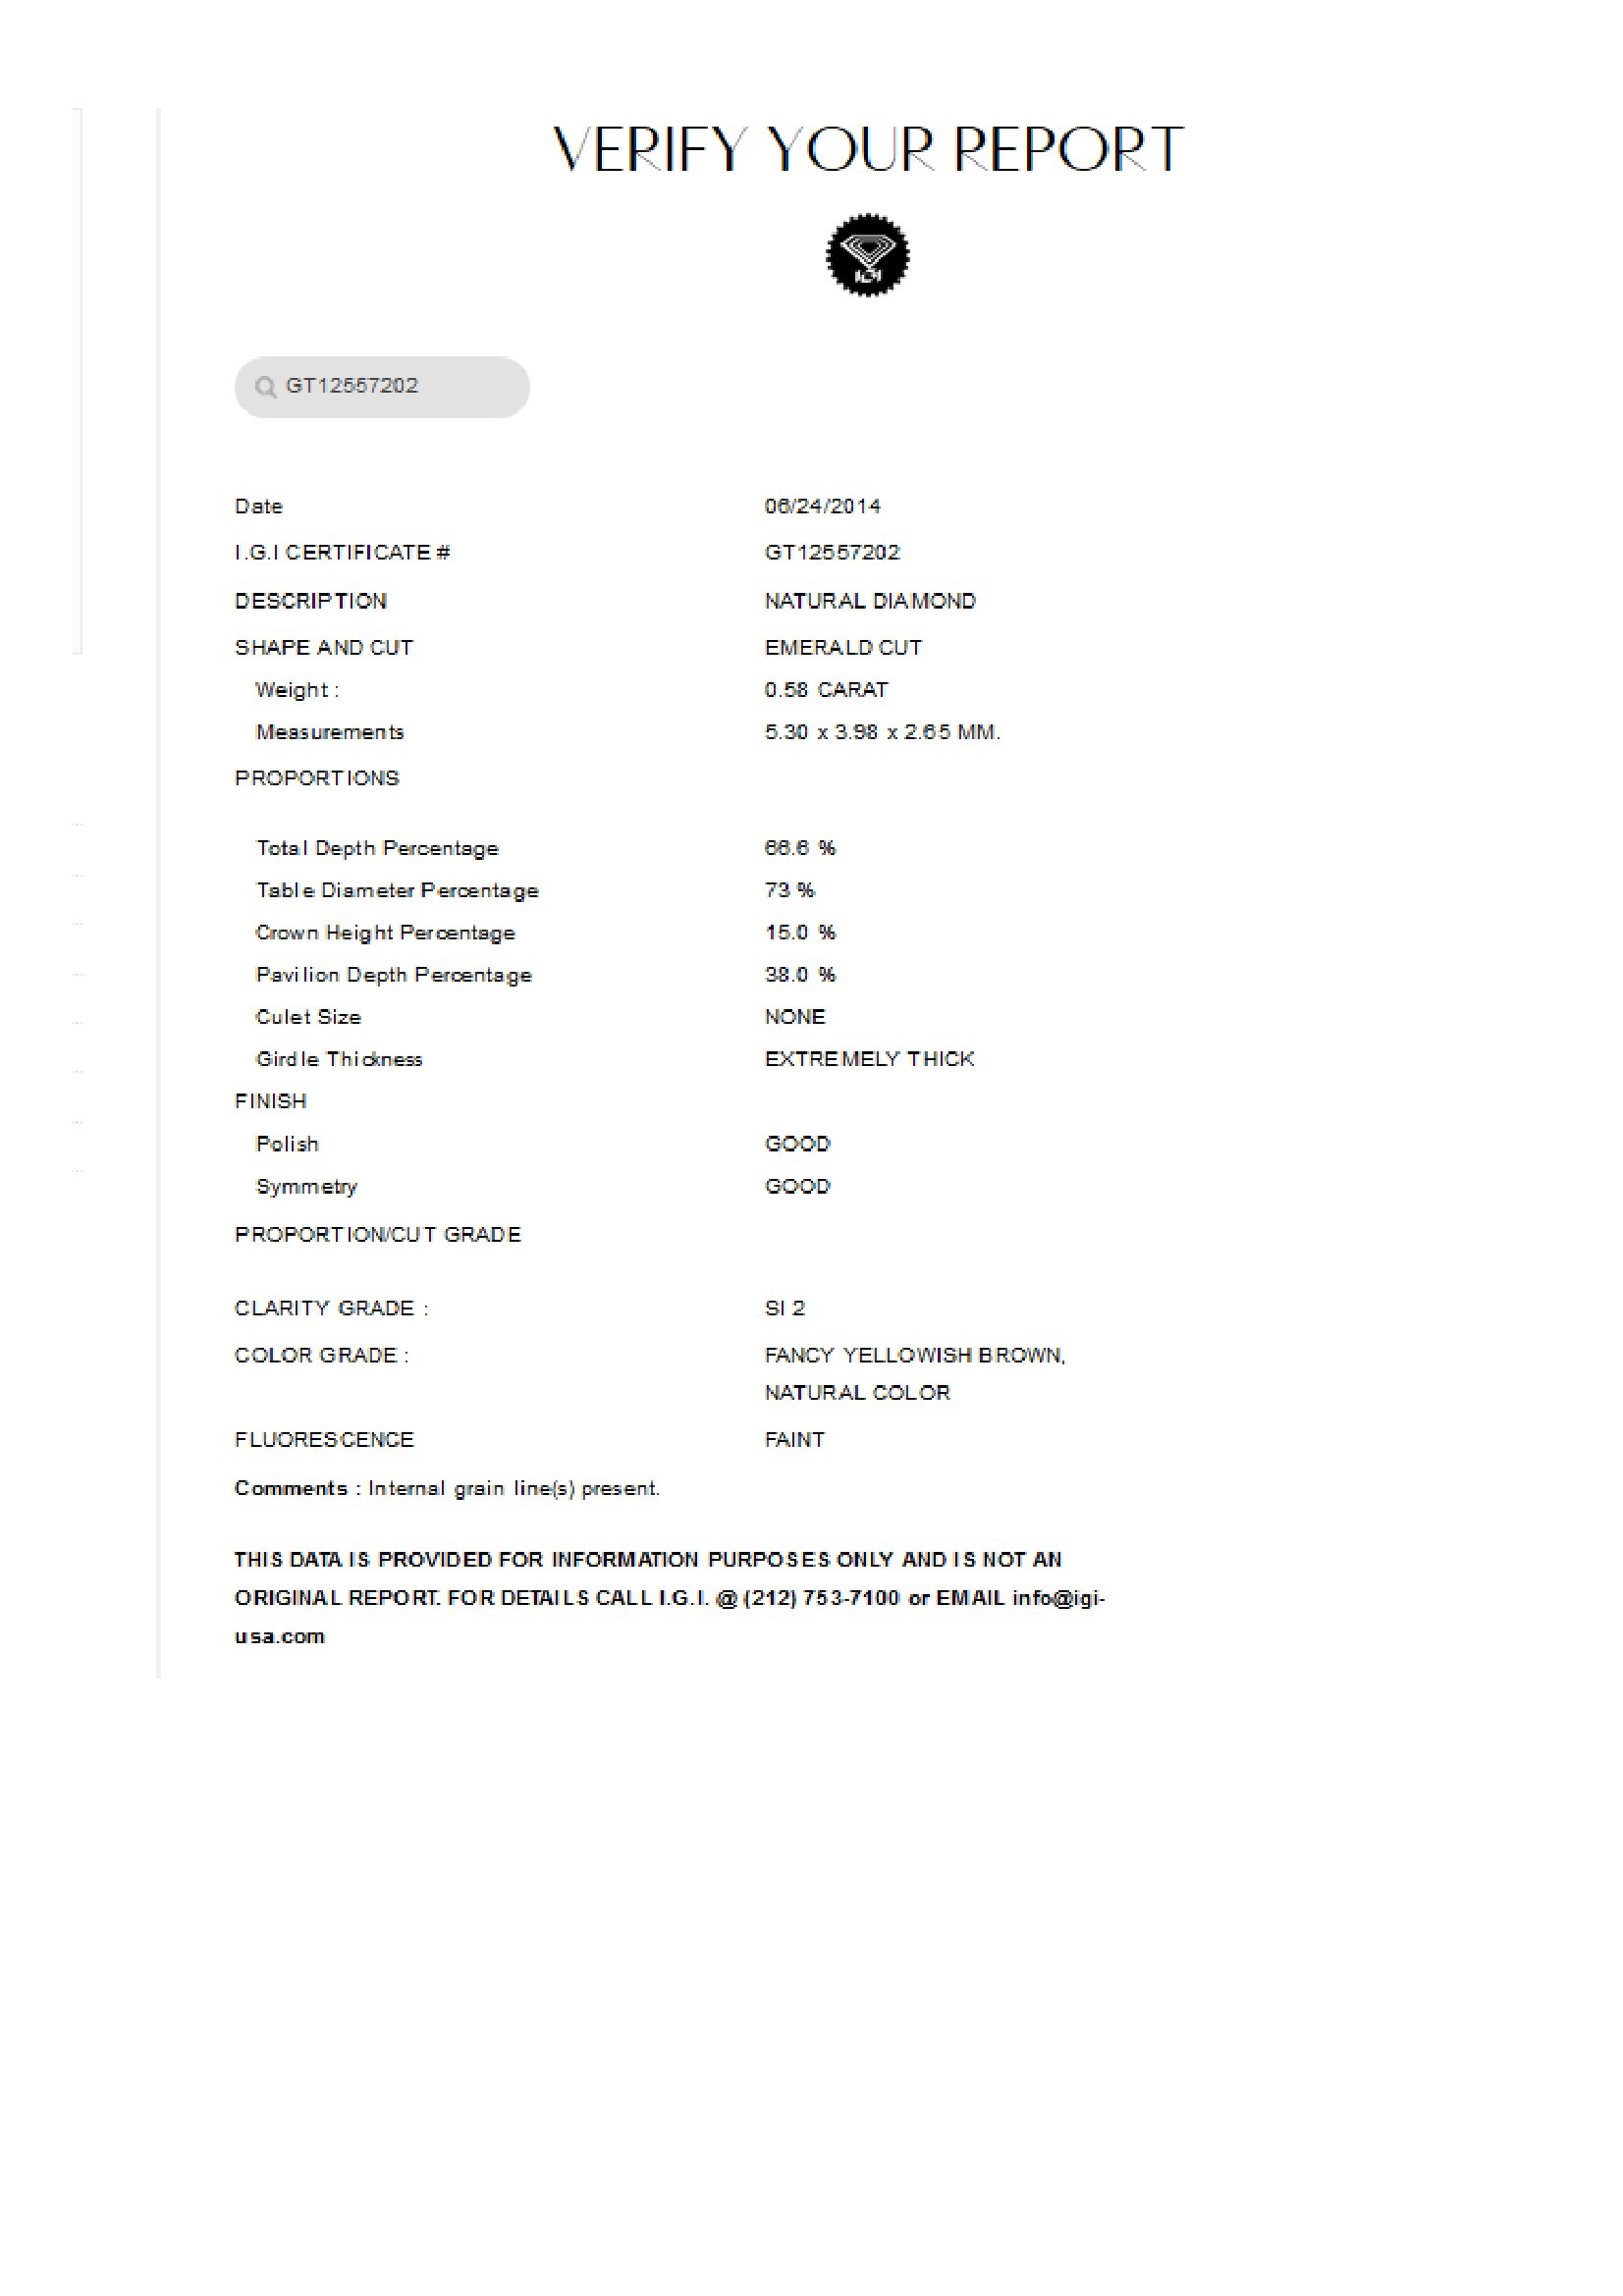 VERIFY YOUR REPORT
IGI
GT12557202
Date 06/24/2014
I.G.I CERTIFICATE # GT12557202
DESCRIPTION NATURAL DIAMOND
SHAPE AND CUT EMERALD CUT
Weight : 0.58 CARAT
Measurements 5.30 x 3.98 x 2.65 MM.
PROPORTIONS
Total Depth Percentage 66.6 %
Table Diameter Percentage 73 %
Crown Height Percentage 15.0 %
Pavilion Depth Percentage 38.0 %
Culet Size NONE
Girdle Thickness EXTREMELY THICK
FINISH
Polish GOOD
Symmetry GOOD
PROPORTION/CUT GRADE
CLARITY GRADE : SI 2
COLOR GRADE : FANCY YELLOWISH BROWN,
NATURAL COLOR
FLUORESCENCE FAINT
Comments : Internal grain line(s) present.
THIS DATA IS PROVIDED FOR INFORMATION PURPOSES ONLY AND IS NOT AN
ORIGINAL REPORT. FOR DETAILS CALL I.G.I. @ (212) 753-7100 or EMAIL info@igi-
usa.com